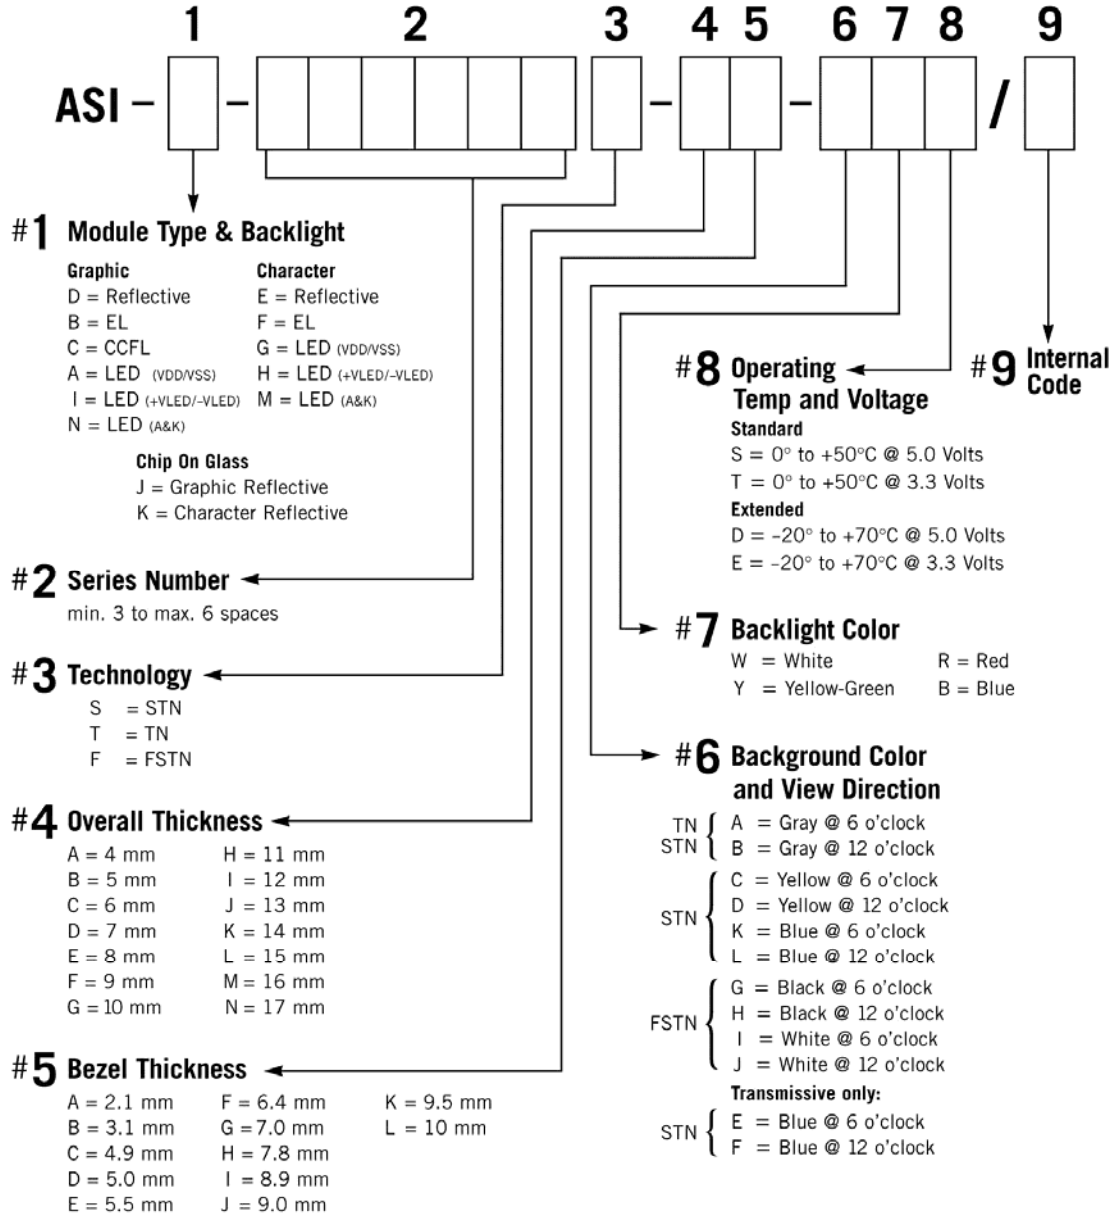 1 2 3 4 5 6 7 8 9
ASI – – – – /
#1 Module Type & Backlight
Graphic
D = Reflective
B = EL
C = CCFL
A = LED (VDD/VSS)
I = LED (+VLED/–VLED)
N = LED (A&K)
Character
E = Reflective
F = EL
G = LED (VDD/VSS)
H = LED (+VLED/–VLED)
M = LED (A&K)
Chip On Glass
J = Graphic Reflective
K = Character Reflective
#2 Series Number
min. 3 to max. 6 spaces
#3 Technology
S = STN
T = TN
F = FSTN
#4 Overall Thickness
A = 4 mm
B = 5 mm
C = 6 mm
D = 7 mm
E = 8 mm
F = 9 mm
G = 10 mm
H = 11 mm
I = 12 mm
J = 13 mm
K = 14 mm
L = 15 mm
M = 16 mm
N = 17 mm
#5 Bezel Thickness
A = 2.1 mm
B = 3.1 mm
C = 4.9 mm
D = 5.0 mm
E = 5.5 mm
F = 6.4 mm
G = 7.0 mm
H = 7.8 mm
I = 8.9 mm
J = 9.0 mm
K = 9.5 mm
L = 10 mm
#8 Operating
Temp and Voltage
Standard
S = 0° to +50°C @ 5.0 Volts
T = 0° to +50°C @ 3.3 Volts
Extended
D = –20° to +70°C @ 5.0 Volts
E = –20° to +70°C @ 3.3 Volts
#9 Internal
Code
#7 Backlight Color
W = White
Y = Yellow-Green
R = Red
B = Blue
#6 Background Color
and View Direction
TN
STN
A = Gray @ 6 o'clock
B = Gray @ 12 o'clock
STN
C = Yellow @ 6 o'clock
D = Yellow @ 12 o'clock
K = Blue @ 6 o'clock
L = Blue @ 12 o'clock
FSTN
G = Black @ 6 o'clock
H = Black @ 12 o'clock
I = White @ 6 o'clock
J = White @ 12 o'clock
Transmissive only:
STN
E = Blue @ 6 o'clock
F = Blue @ 12 o'clock